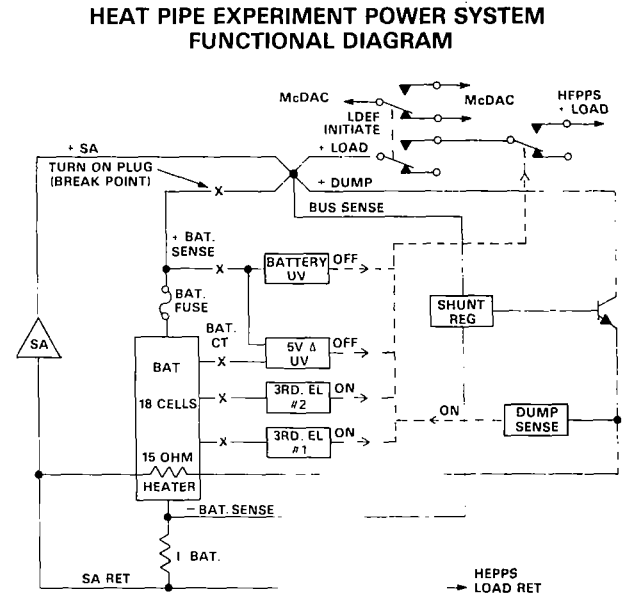 HEAT PIPE EXPERIMENT POWER SYSTEM
FUNCTIONAL DIAGRAM
McDAC
McDAC
HFPPS
+ LOAD
LDEF
INITIATE
+ SA
+ LOAD
TURN ON PLUG
(BREAK POINT)
X
+ DUMP
BUS SENSE
+ BAT.
SENSE
X
BATTERY
UV
OFF
BAT.
FUSE
SHUNT
REG
SA
BAT.
CT
X
5V Δ
UV
OFF
BAT
18 CELLS
X
3RD. EL
#2
ON
ON
DUMP
SENSE
X
3RD. EL
#1
ON
15 OHM
HEATER
- BAT. SENSE
I BAT.
SA RET
HEPPS
LOAD RET